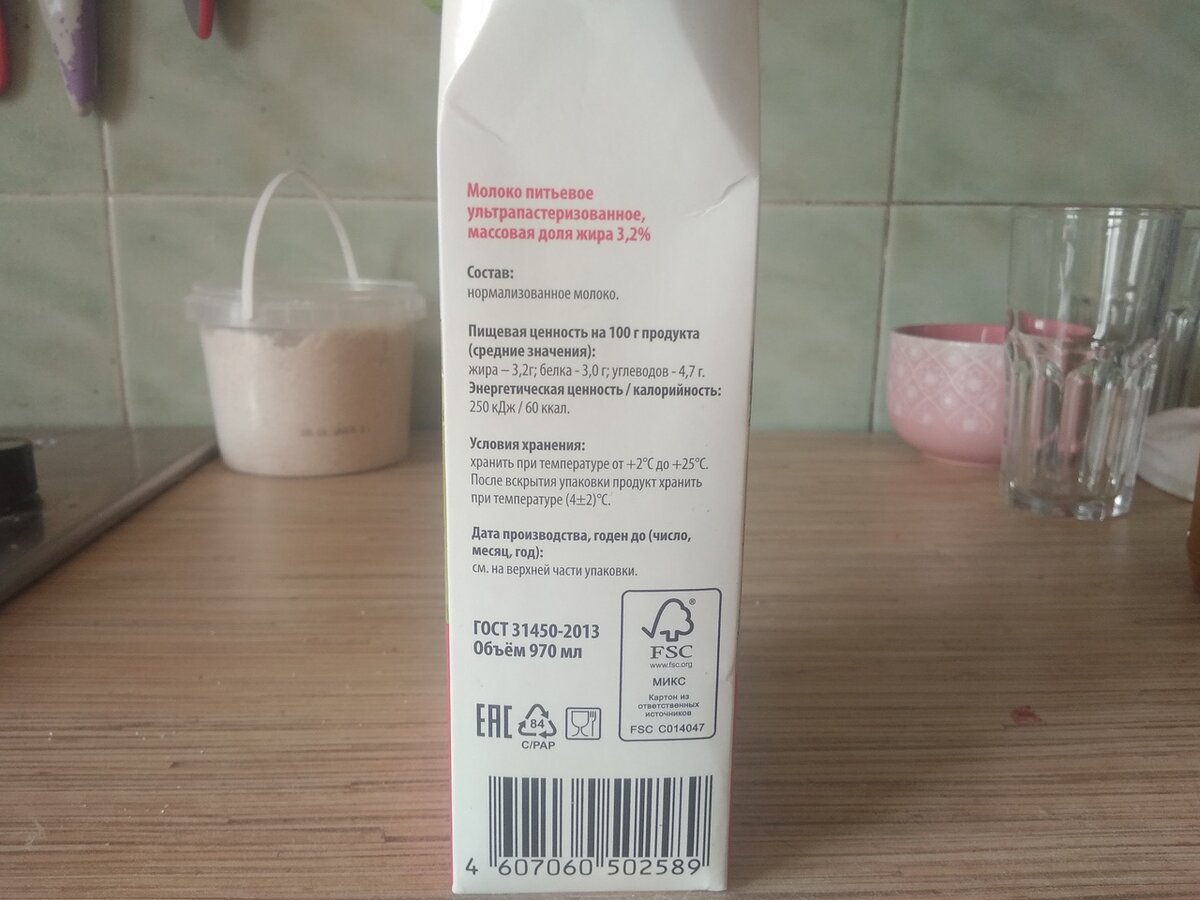 Молоко питьевое
ультрапастеризованное,
массовая доля жира 3,2%
Состав:
нормализованное молоко.
Пищевая ценность на 100 г продукта
(средние значения):
жира – 3,2г; белка - 3,0 г; углеводов - 4,7 г.
Энергетическая ценность / калорийность:
250 кДж / 60 ккал.
Условия хранения:
хранить при температуре от +2°С до +25°С.
После вскрытия упаковки продукт хранить
при температуре (4±2)°С.
Дата производства, годен до (число,
месяц, год):
см. на верхней части упаковки.
ГОСТ 31450-2013
Объём 970 мл
FSC
®
www.fsc.org
МИКС
Картон из
ответственных
источников
FSC C014047
EAC
84
C/PAP
4 607060 502589